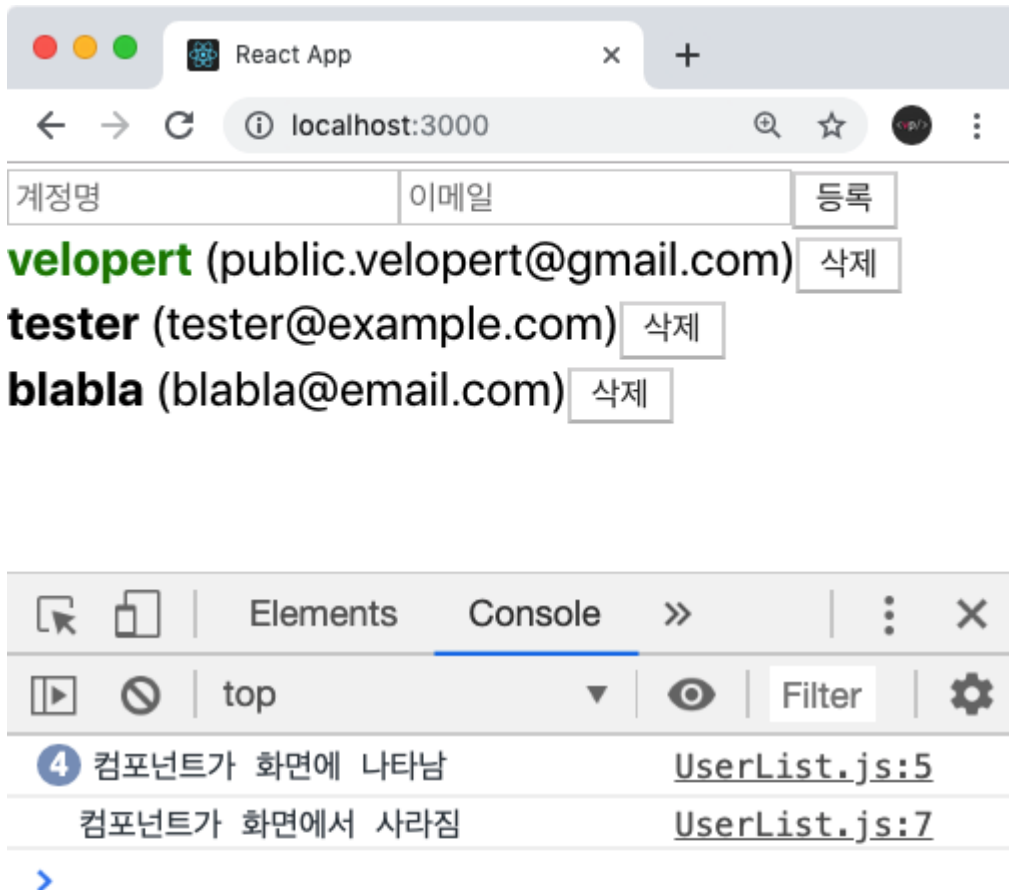 React App
localhost:3000
계정명 이메일 등록
velopert (public.velopert@gmail.com) 삭제
tester (tester@example.com) 삭제
blabla (blabla@email.com) 삭제
Elements Console
top Filter
4 컴포넌트가 화면에 나타남 UserList.js:5
컴포넌트가 화면에서 사라짐 UserList.js:7